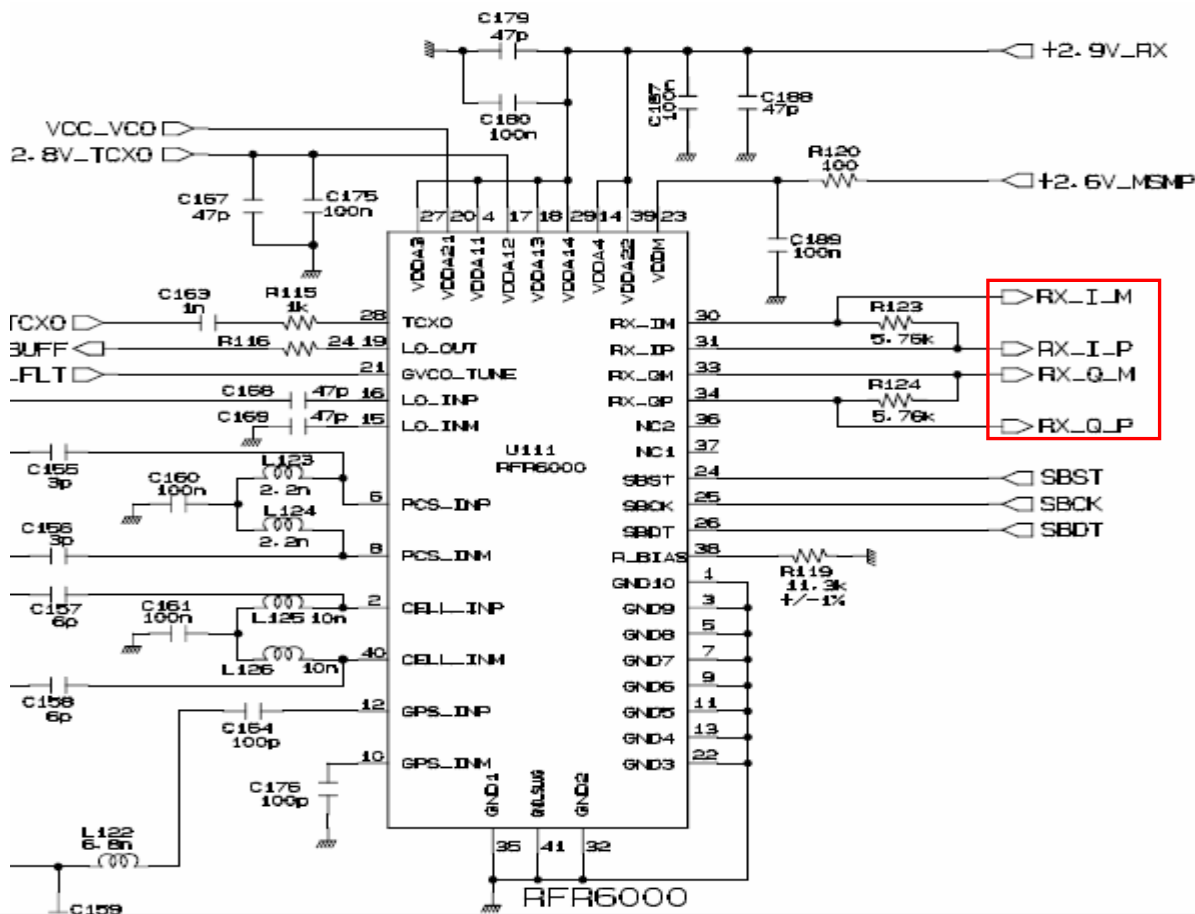 C179
47p
+2.9V_RX
C180
100n
C187
100n
C188
47p
VCC_VCO
2.8V_TCXO
R120
100
+2.6V_MSMP
C167
47p
C175
100n
C189
100n
27 20 4 17 18 29 14 39 23
VDDA3
VDDA21
VDDA11
VDDA12
VDDA13
VDDA14
VDDA4
VDDA22
VDDM
C163
1n
R115
1k
TCXO
28
TCXO
RX_IM
30
R123
5.76k
RX_I_M
BUFF
R116
24
19
LO_OUT
RX_IP
31
RX_I_P
_FLT
21
GVCO_TUNE
RX_QM
33
RX_Q_M
C168
47p
16
LO_INP
RX_QP
34
R124
5.76k
C169
47p
15
LO_INM
NC2
36
RX_Q_P
U111
RFR6000
NC1
37
C155
3p
L123
2.2n
SBST
24
SBST
C160
100n
6
PCS_INP
SBCK
25
SBCK
L124
2.2n
SBDT
26
SBDT
C156
3p
8
PCS_INM
R_BIAS
38
R119
11.3k
+/-1%
GND10
1
C157
6p
C161
100n
L125
10n
2
CELL_INP
GND9
3
GND8
5
L126
10n
40
CELL_INM
GND7
7
C158
6p
GND6
9
C164
100p
12
GPS_INP
GND5
11
GND4
13
C176
100p
10
GPS_INM
GND3
22
GND1
GND_SLUG
GND2
L122
6.8n
35
41
32
RFR6000
C159